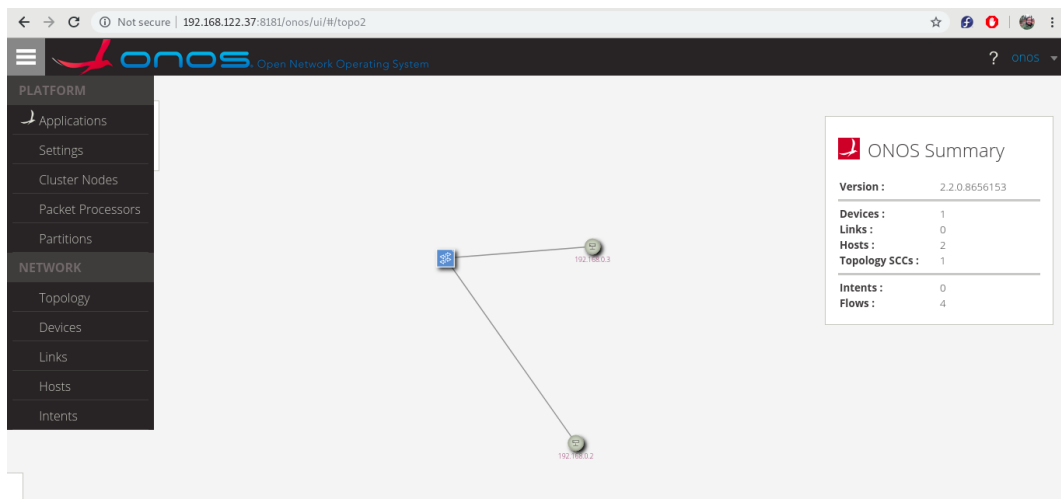 Not secure | 192.168.122.37:8181/onos/ui/#/topo2
onos. Open Network Operating System
? onos
PLATFORM
Applications
Settings
Cluster Nodes
Packet Processors
Partitions
NETWORK
Topology
Devices
Links
Hosts
Intents
192.168.0.3
192.168.0.2
ONOS Summary
Version : 2.2.0.8656153
Devices : 1
Links : 0
Hosts : 2
Topology SCCs : 1
Intents : 0
Flows : 4